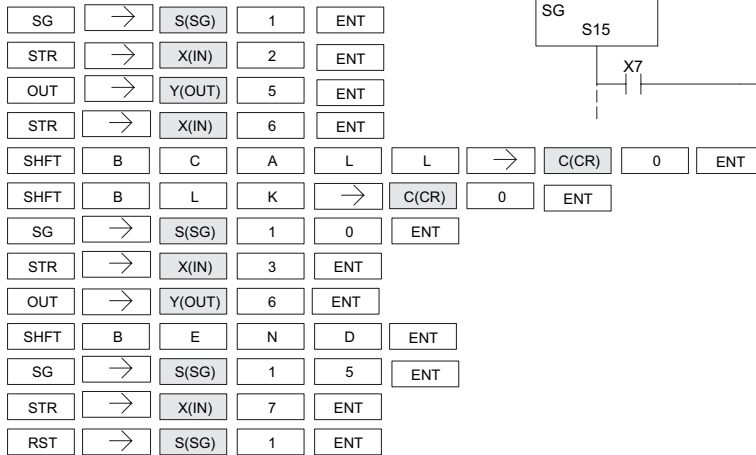 SG → S(SG) 1 ENT
STR → X(IN) 2 ENT
OUT → Y(OUT) 5 ENT
STR → X(IN) 6 ENT
SHFT B C A L L → C(CR) 0 ENT
SHFT B L K → C(CR) 0 ENT
SG → S(SG) 1 0 ENT
STR → X(IN) 3 ENT
OUT → Y(OUT) 6 ENT
SHFT B E N D ENT
SG → S(SG) 1 5 ENT
STR → X(IN) 7 ENT
RST → S(SG) 1 ENT
SG
S15
X7